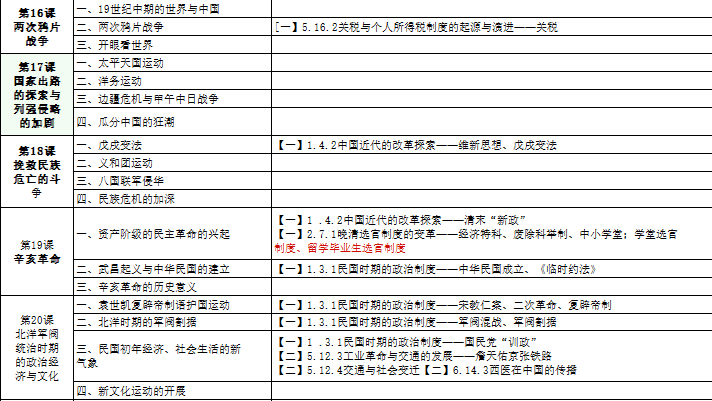 第16课
两次鸦片
战争
一、19世纪中期的世界与中国
二、两次鸦片战争
[一】5.16.2关税与个人所得税制度的起源与演进——关税
三、开眼看世界
第17课
国家出路
的探索与
列强侵略
的加剧
一、太平天国运动
二、洋务运动
三、边疆危机与甲午中日战争
四、瓜分中国的狂潮
第18课
挽救民族
危亡的斗
争
一、戊戌变法
【一】1.4.2中国近代的改革探索——维新思想、戊戌变法
二、义和团运动
三、八国联军侵华
四、民族危机的加深
第19课
辛亥革命
一、资产阶级的民主革命的兴起
【一】1．4.2中国近代的改革探索——清末“新政”
【一】2.7.1晚清选官制度的变革——经济特科、废除科举制、中小学堂；学堂选官
制度、留学毕业生选官制度
二、武昌起义与中华民国的建立
【一】1.3.1民国时期的政治制度——中华民国成立、《临时约法》
三、辛亥革命的历史意义
第20课
北洋军阀
统治时期
的政治经
济与文化
一、袁世凯复辟帝制语护国运动
【一】1.3.1民国时期的政治制度——宋教仁案、二次革命、复辟帝制
二、北洋时期的军阀割据
【一】1.3.1民国时期的政治制度——军阀混战、军阀割据
三、民国初年经济、社会生活的新
气象
【一】1．3.1民国时期的政治制度——国民党“训政”
【二】5.12.3工业革命与交通的发展——詹天佑京张铁路
【二】5.12.4交通与社会变迁【二】6.14.3西医在中国的传播
四、新文化运动的开展